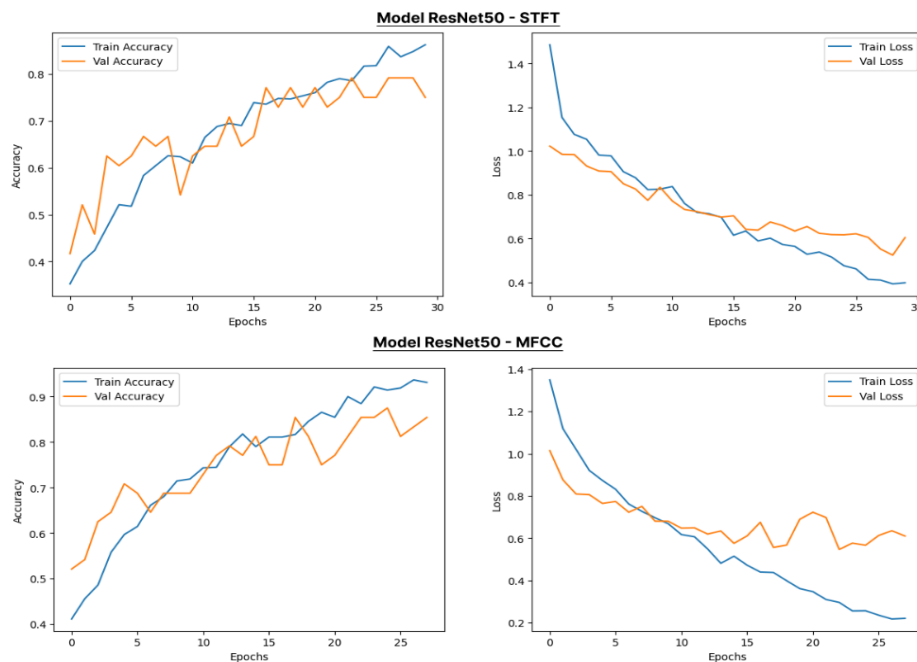 Model ResNet50 - STFT
Train Accuracy
Val Accuracy
0.8
0.7
0.6
0.5
0.4
Accuracy
0 5 10 15 20 25 30
Epochs
Train Loss
Val Loss
1.4
1.2
1.0
0.8
0.6
0.4
Loss
0 5 10 15 20 25
Epochs
Model ResNet50 - MFCC
Train Accuracy
Val Accuracy
0.9
0.8
0.7
0.6
0.5
0.4
Accuracy
0 5 10 15 20 25
Epochs
Train Loss
Val Loss
1.4
1.2
1.0
0.8
0.6
0.4
0.2
Loss
0 5 10 15 20 25
Epochs